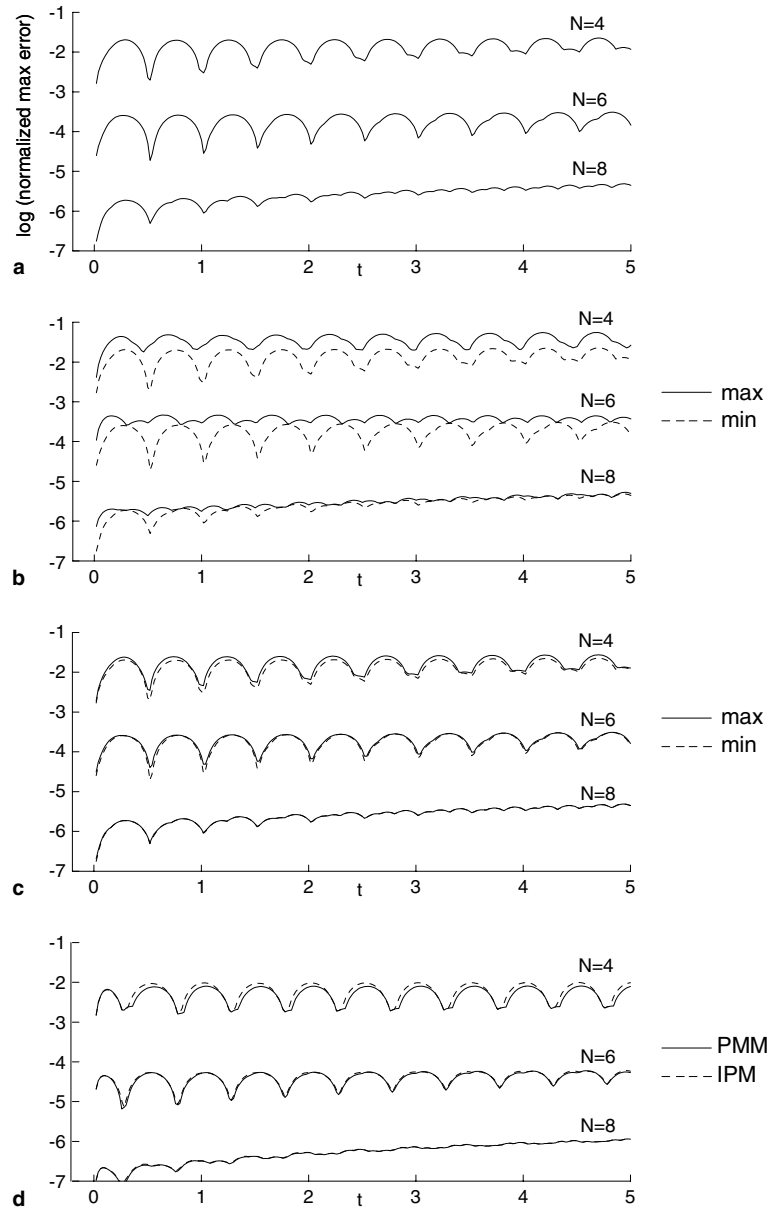 log (normalized max error)
-1
-2
-3
-4
-5
-6
-7
N=4
N=6
N=8
0 1 2 t 3 4 5
a
-1
-2
-3
-4
-5
-6
-7
N=4
N=6
N=8
max
min
0 1 2 3 4 5
b t
-1
-2
-3
-4
-5
-6
-7
N=4
N=6
N=8
max
min
0 1 2 3 4 5
c t
-1
-2
-3
-4
-5
-6
-7
N=4
N=6
N=8
PMM
IPM
0 1 2 3 4 5
d t